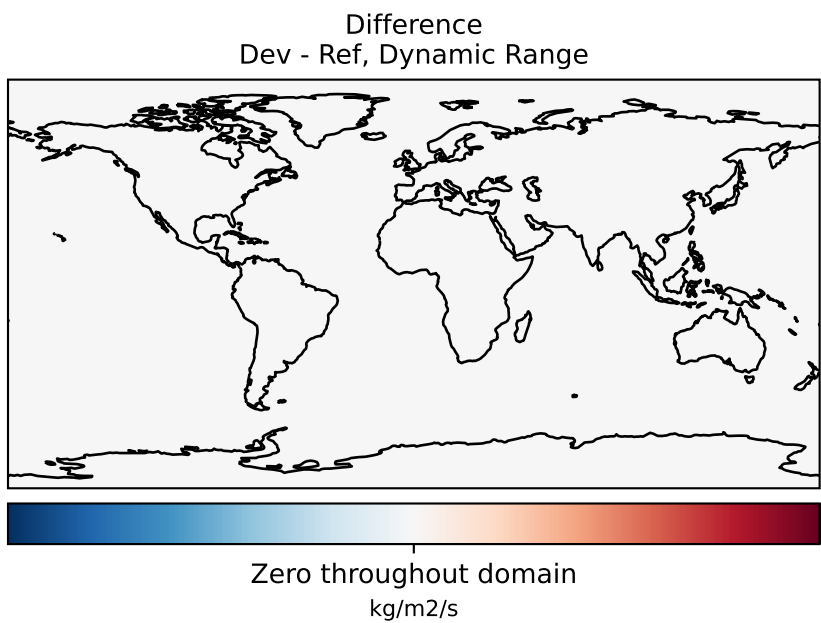 Difference
Dev - Ref, Dynamic Range
Zero throughout domain
kg/m2/s